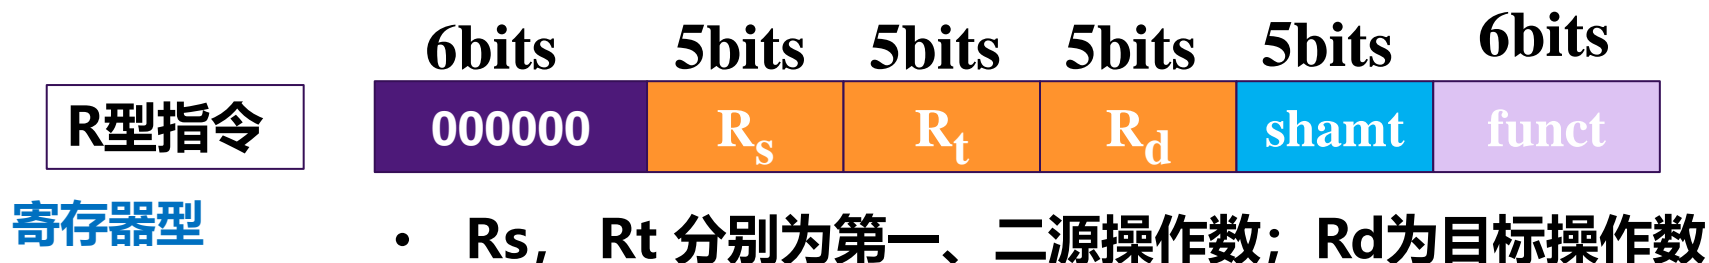 6bits 5bits 5bits 5bits 5bits 6bits
R型指令 000000 Rs Rt Rd shamt funct
寄存器型
• Rs， Rt 分别为第一、二源操作数；Rd为目标操作数